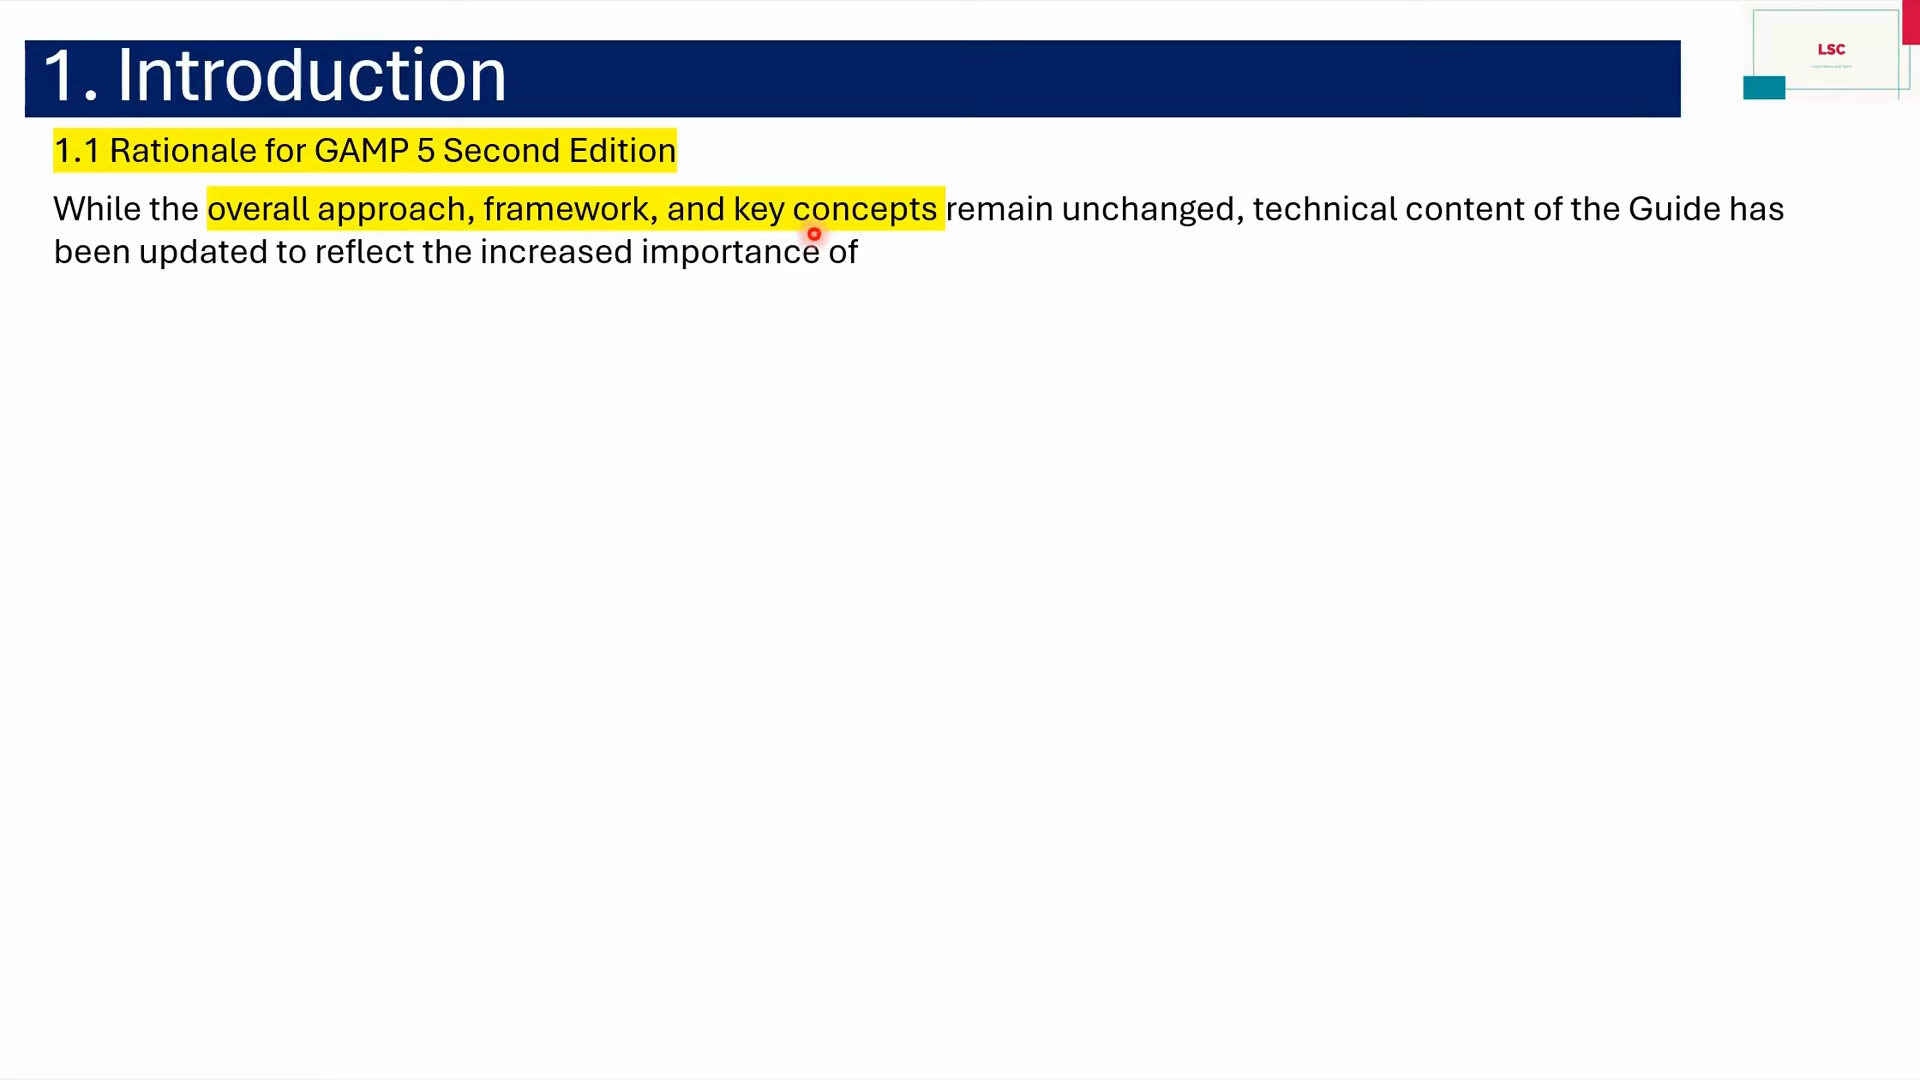 1. Introduction
LSC
1.1 Rationale for GAMP 5 Second Edition
While the overall approach, framework, and key concepts remain unchanged, technical content of the Guide has
been updated to reflect the increased importance of